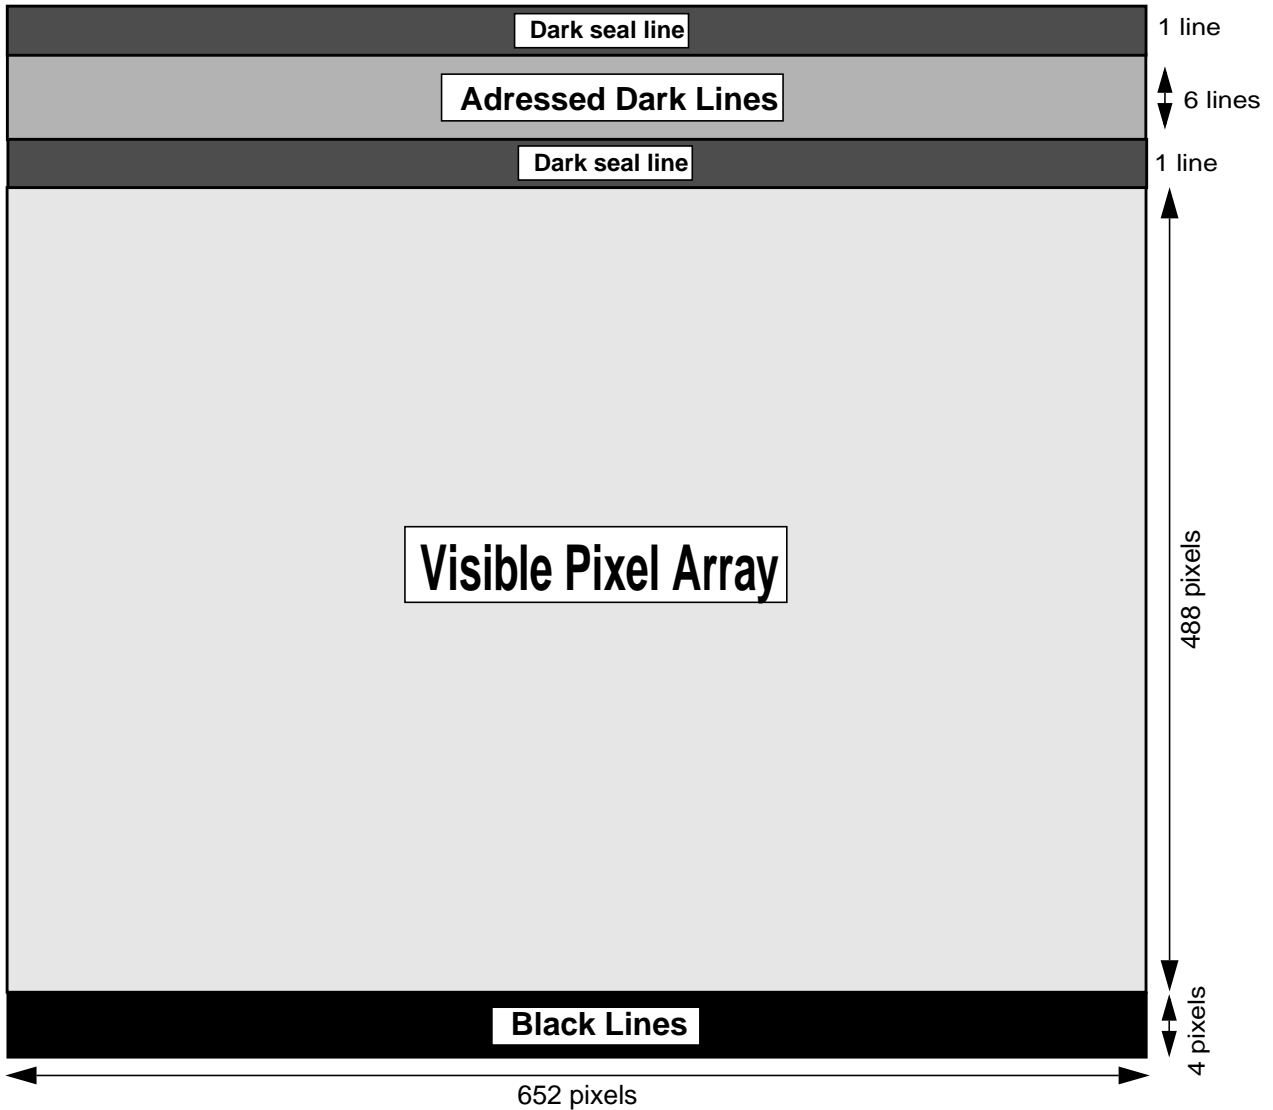 Dark seal line
1 line
Adressed Dark Lines
6 lines
Dark seal line
1 line
Visible Pixel Array
488 pixels
Black Lines
4 pixels
652 pixels